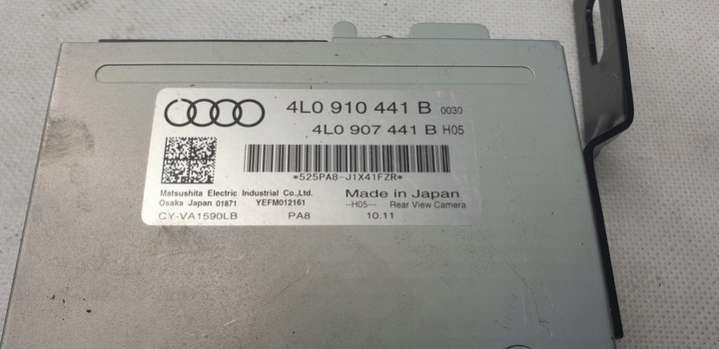 4L0 910 441 B 0030
4L0 907 441 B H05
*525PA8-J1X41FZR*
Matsushita Electric Industrial Co.,Ltd.
Osaka Japan 01871 YEFM012161
Made in Japan
--H05-- Rear View Camera
CY-VA1590LB PA8 10.11